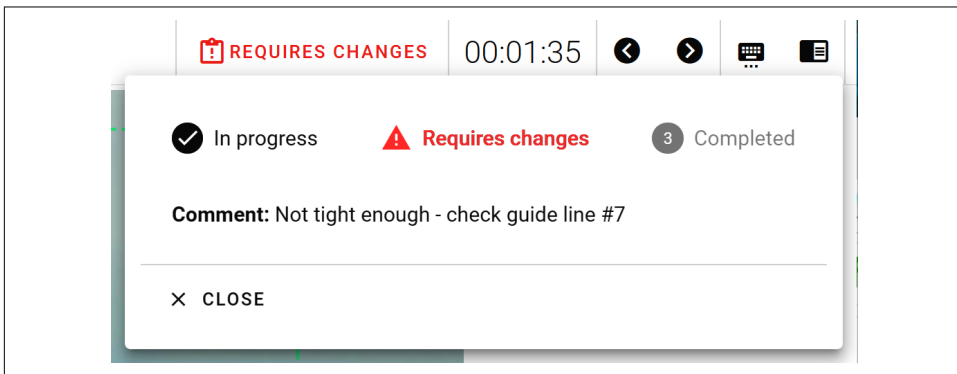 REQUIRES CHANGES 00:01:35
In progress Requires changes 3 Completed
Comment: Not tight enough - check guide line #7
CLOSE